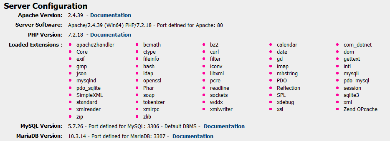 Server Configuration
Apache Version: 2.4.39 - Documentation
Server Software: Apache/2.4.39 (Win64) PHP/7.2.18 - Port defined for Apache: 80
PHP Version: 7.2.18 - Documentation
Loaded Extensions : apache2handler bcmath bz2 calendar com_dotnet
Core ctype curl date dom
exif fileinfo filter gd gettext
gmp hash iconv imap intl
json ldap libxml mbstring mysqli
mysqlnd openssl pcre PDO pdo_mysql
pdo_sqlite Phar readline Reflection session
SimpleXML soap sockets SPL sqlite3
standard tokenizer wddx xdebug xml
xmlreader xmlrpc xmlwriter xsl Zend OPcache
zip zlib
MySQL Version: 5.7.26 - Port defined for MySQL: 3306 - Default DBMS - Documentation
MariaDB Version: 10.3.14 - Port defined for MariaDB: 3307 - Documentation